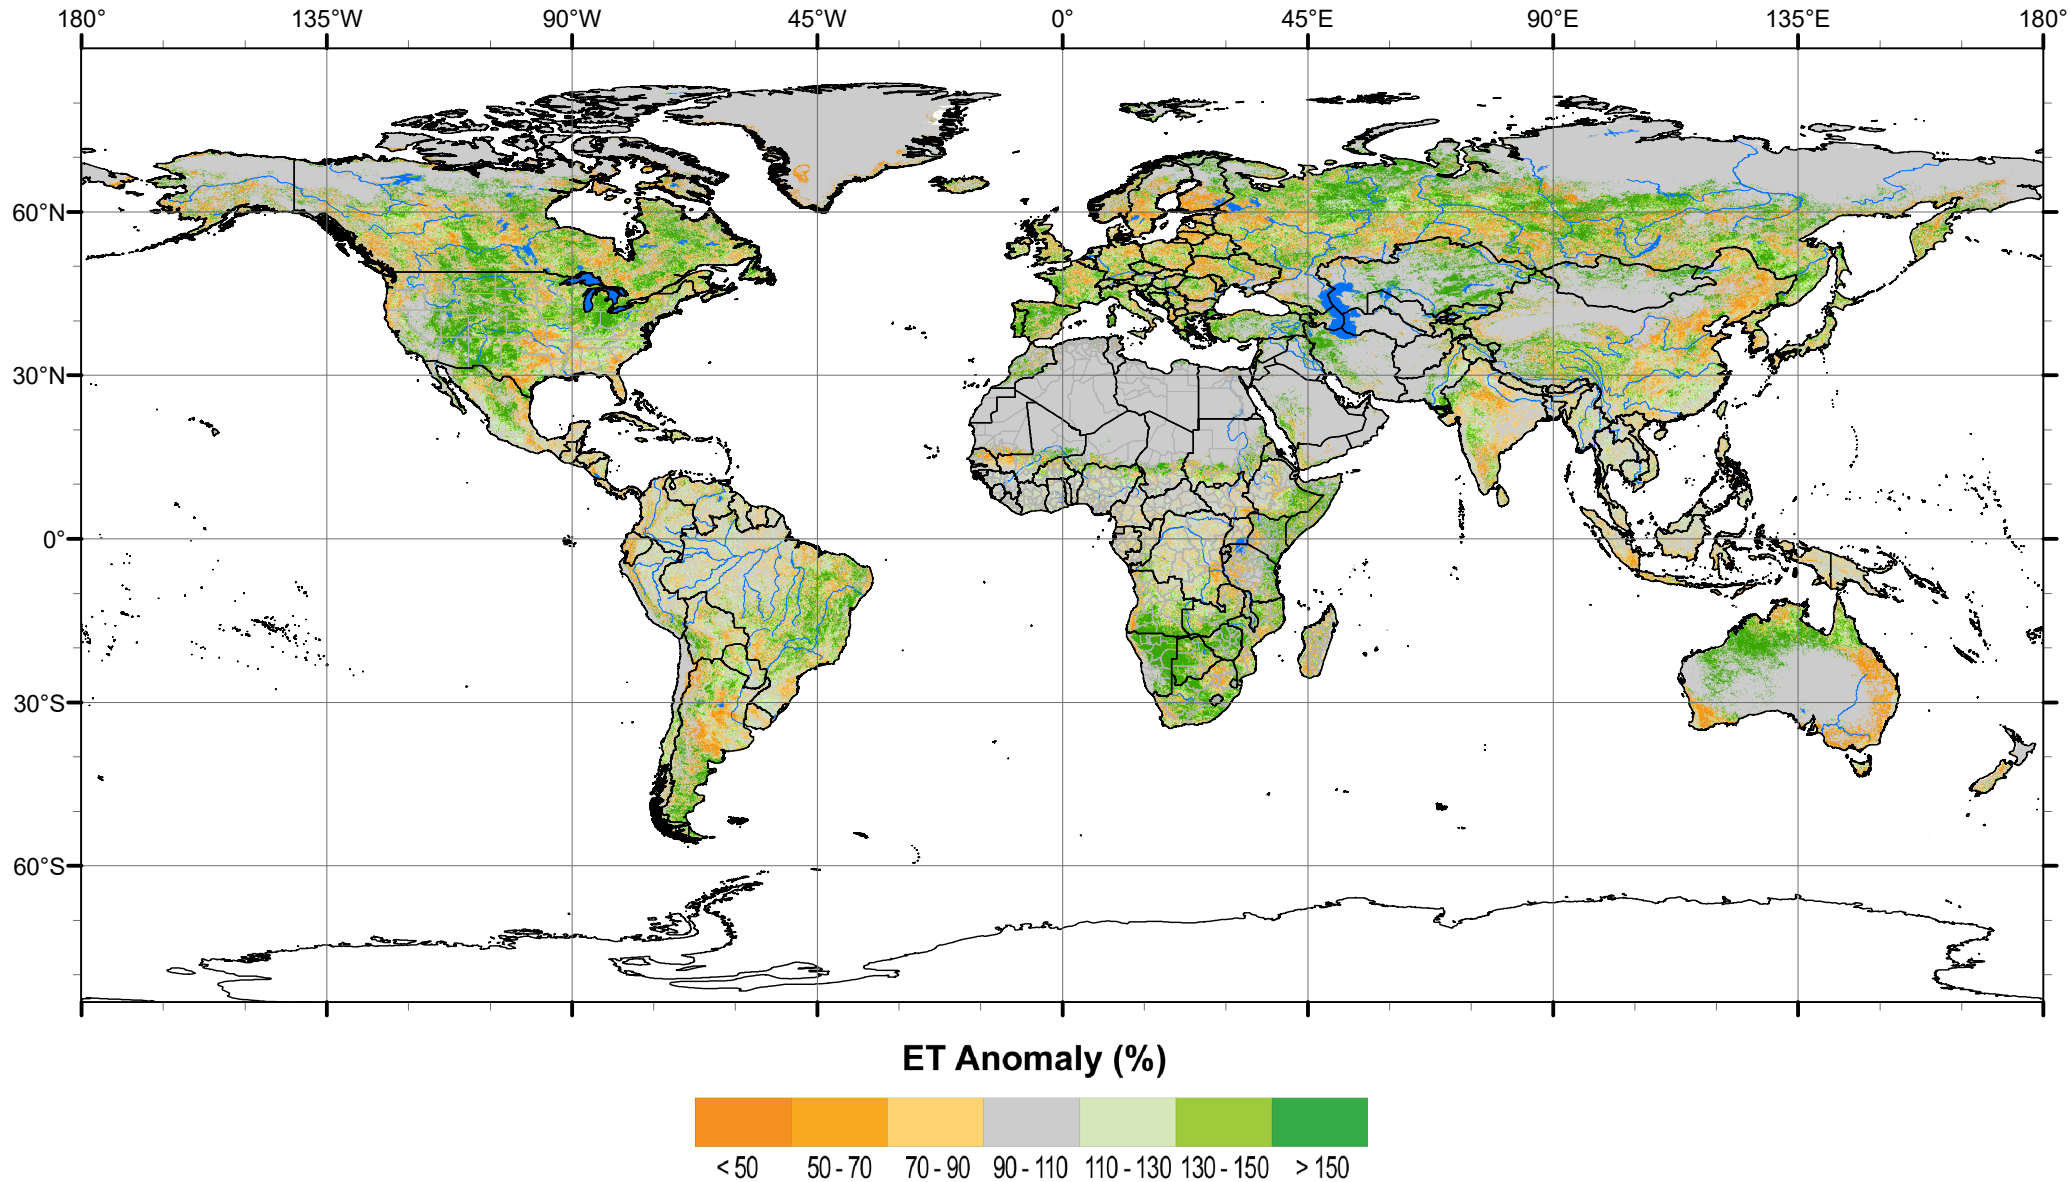 180° 135°W 90°W 45°W 0° 45°E 90°E 135°E 180°
60°N
30°N
0°
30°S
60°S
ET Anomaly (%)
< 50 50 - 70 70 - 90 90 - 110 110 - 130 130 - 150 > 150